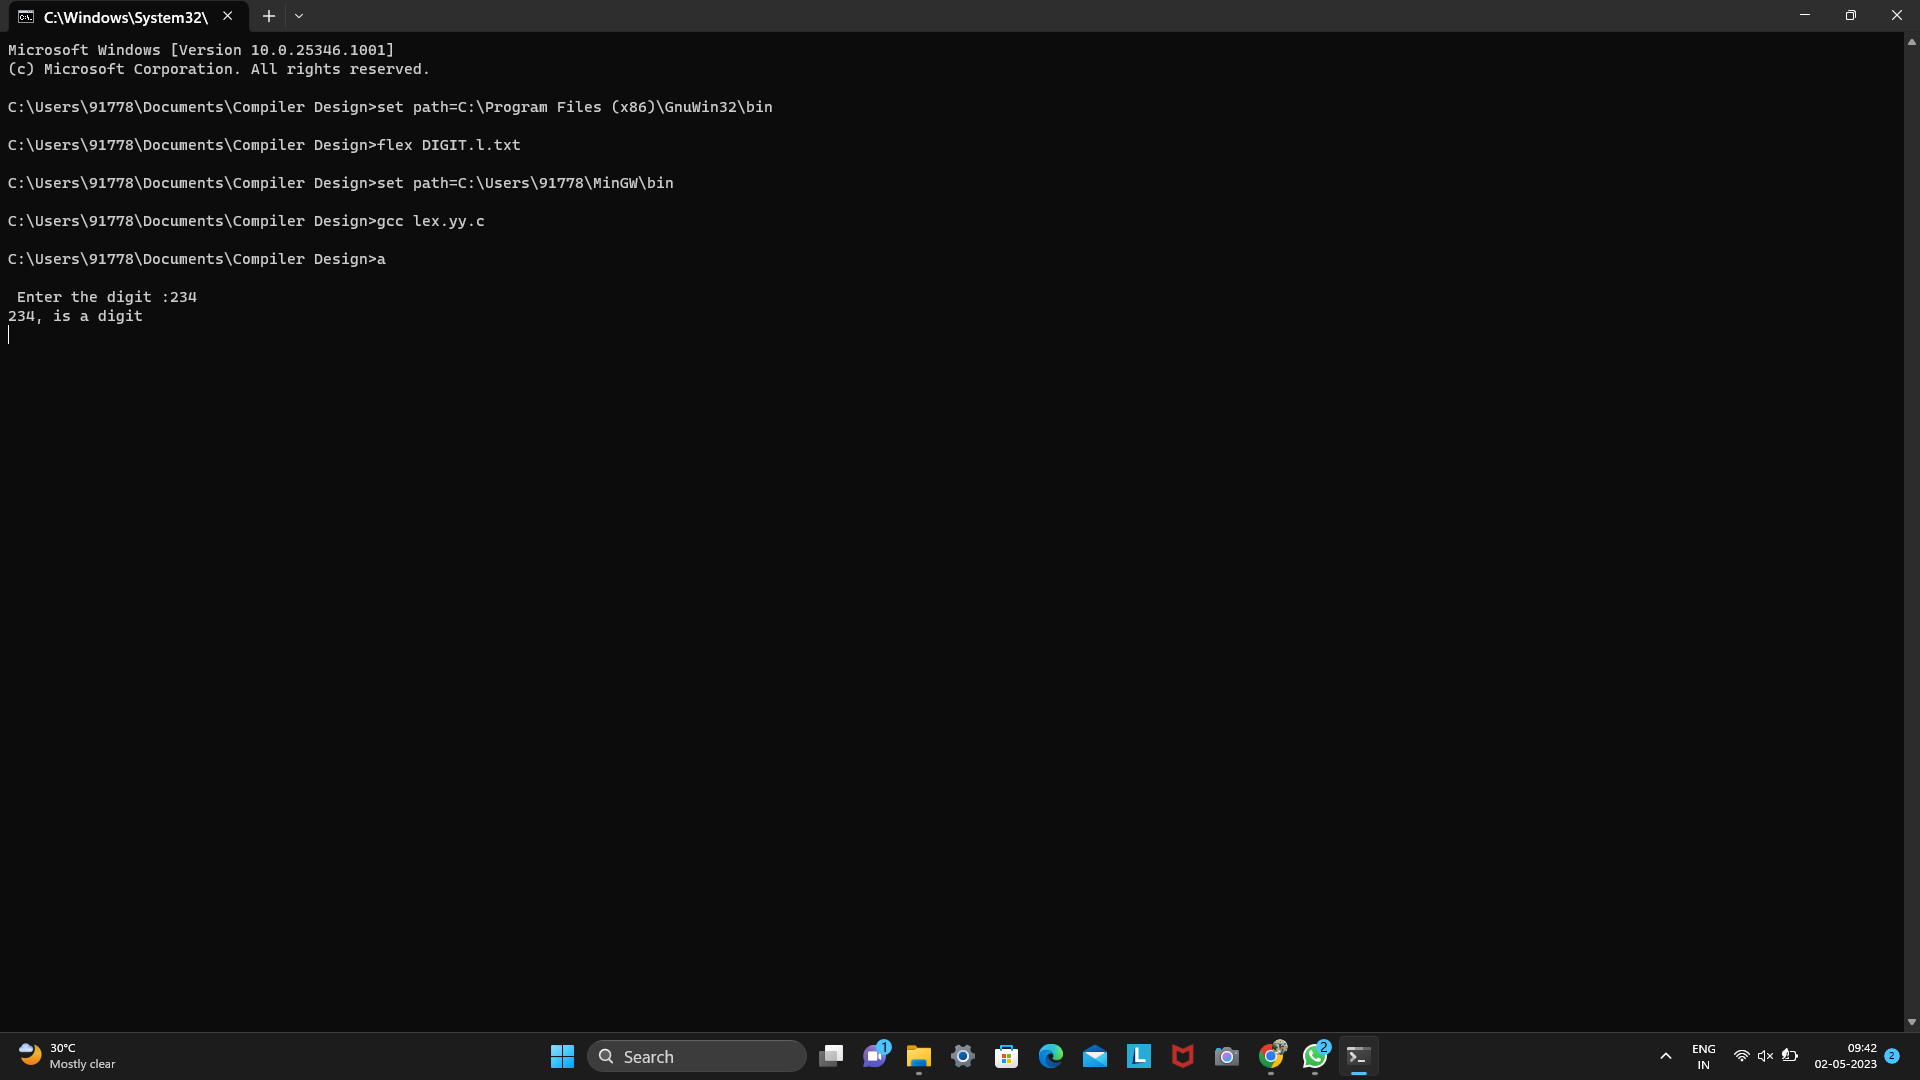 C:\Windows\System32\
Microsoft Windows [Version 10.0.25346.1001]
(c) Microsoft Corporation. All rights reserved.
C:\Users\91778\Documents\Compiler Design>set path=C:\Program Files (x86)\GnuWin32\bin
C:\Users\91778\Documents\Compiler Design>flex DIGIT.l.txt
C:\Users\91778\Documents\Compiler Design>set path=C:\Users\91778\MinGW\bin
C:\Users\91778\Documents\Compiler Design>gcc lex.yy.c
C:\Users\91778\Documents\Compiler Design>a
Enter the digit :234
234, is a digit
30°C
Mostly clear
Search
1
L
2
ENG
IN
09:42
02-05-2023
2